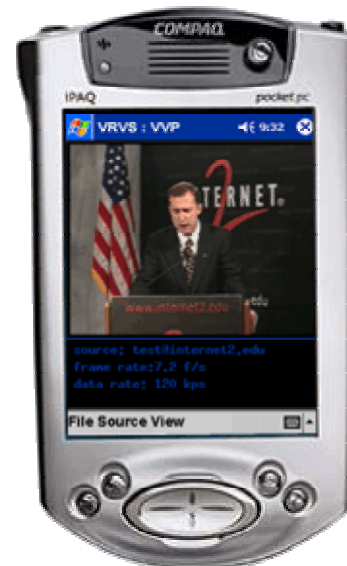 COMPAQ
iPAQ pocket pc
VRVS : VVP 9:32
INTERNET
2
www.internet2.edu
.edu
source: test@internet2.edu
frame rate:7.2 f/s
data rate: 120 kps
File Source View